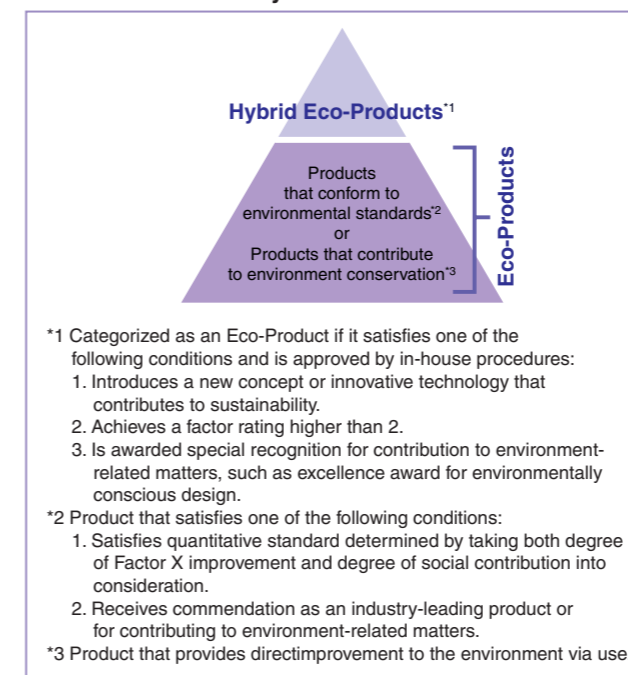 Hybrid Eco-Products*1
Products
that conform to
environmental standards*2
or
Products that contribute
to environment conservation*3
Eco-Products
*1 Categorized as an Eco-Product if it satisfies one of the
following conditions and is approved by in-house procedures:
1. Introduces a new concept or innovative technology that
contributes to sustainability.
2. Achieves a factor rating higher than 2.
3. Is awarded special recognition for contribution to environment-
related matters, such as excellence award for environmentally
conscious design.
*2 Product that satisfies one of the following conditions:
1. Satisfies quantitative standard determined by taking both degree
of Factor X improvement and degree of social contribution into
consideration.
2. Receives commendation as an industry-leading product or
for contributing to environment-related matters.
*3 Product that provides directimprovement to the environment via use